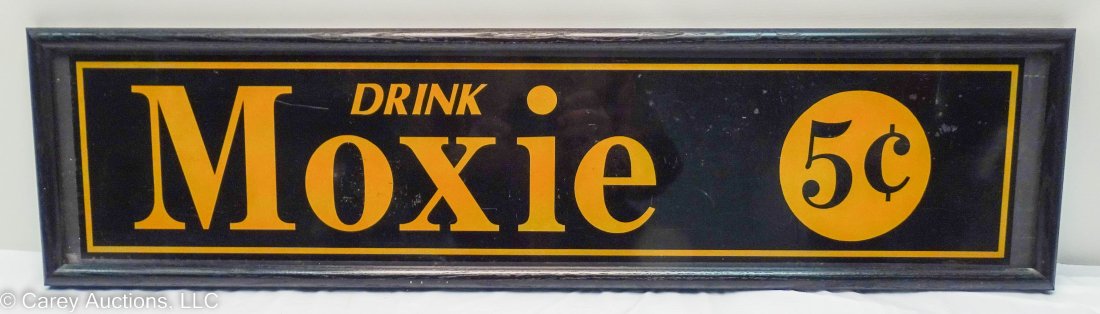 DRINK
Moxie 5¢
© Carey Auctions, LLC